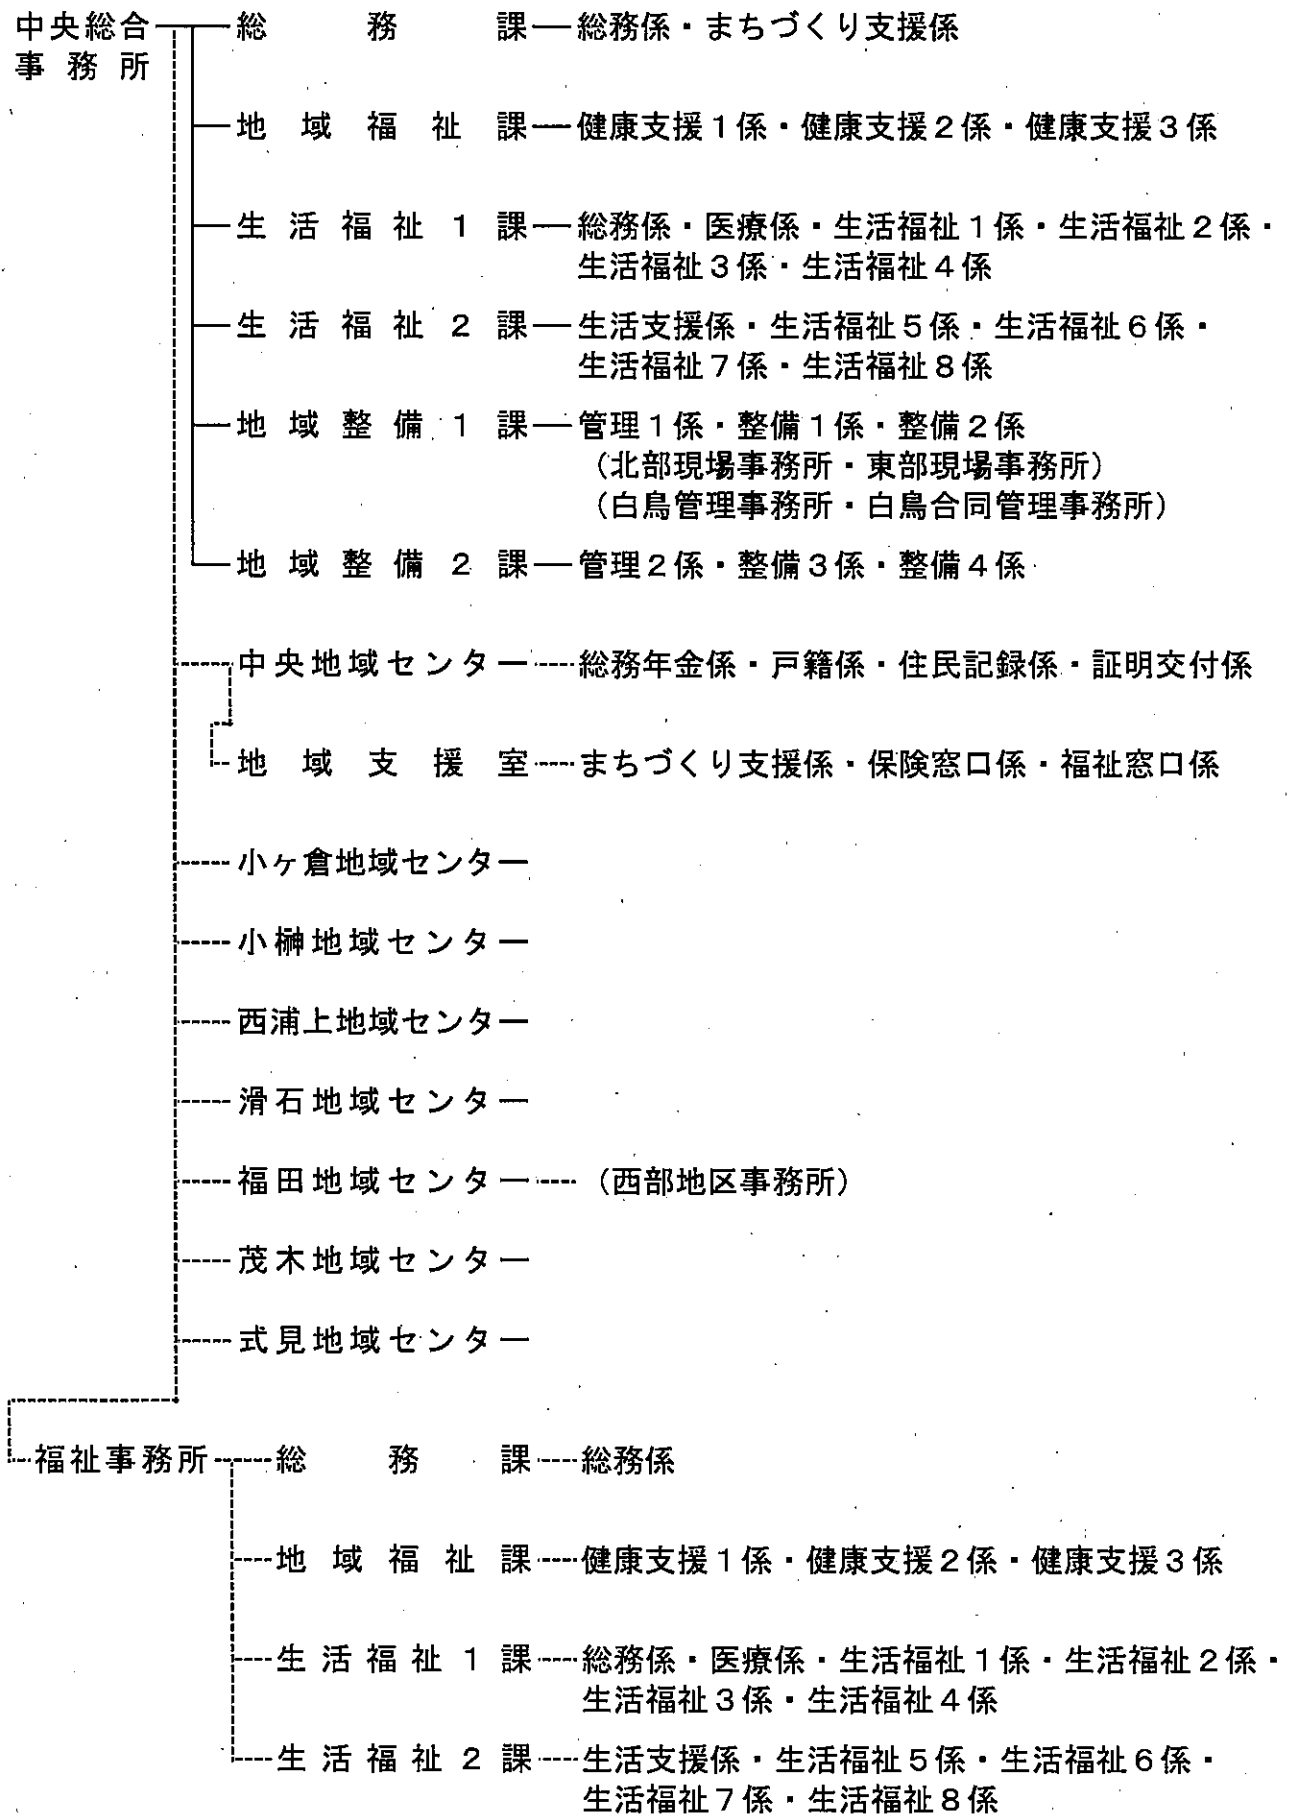 中央総合 総務課 総務係・まちづくり支援係
事務所
地域福祉課 健康支援1係・健康支援2係・健康支援3係
生活福祉1課 総務係・医療係・生活福祉1係・生活福祉2係・
生活福祉3係・生活福祉4係
生活福祉2課 生活支援係・生活福祉5係・生活福祉6係・
生活福祉7係・生活福祉8係
地域整備1課 管理1係・整備1係・整備2係
（北部現場事務所・東部現場事務所）
（白鳥管理事務所・白鳥合同管理事務所）
地域整備2課 管理2係・整備3係・整備4係
中央地域センター 総務年金係・戸籍係・住民記録係・証明交付係
地域支援室 まちづくり支援係・保険窓口係・福祉窓口係
小ヶ倉地域センター
小榊地域センター
西浦上地域センター
滑石地域センター
福田地域センター （西部地区事務所）
茂木地域センター
式見地域センター
福祉事務所 総務課 総務係
地域福祉課 健康支援1係・健康支援2係・健康支援3係
生活福祉1課 総務係・医療係・生活福祉1係・生活福祉2係・
生活福祉3係・生活福祉4係
生活福祉2課 生活支援係・生活福祉5係・生活福祉6係・
生活福祉7係・生活福祉8係